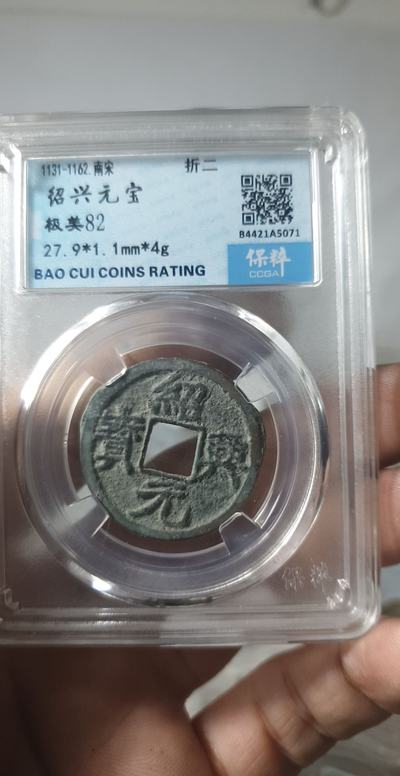 1131-1162.南宋 折二
绍兴元宝
极美82
B4421A5071
27.9*1.1mm*4g
保粹
CCGA
BAO CUI COINS RATING
紹
寶 興
元
保粹